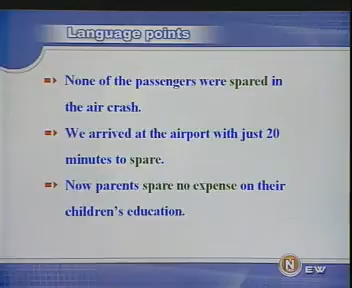 Language points
None of the passengers were spared in
the air crash.
We arrived at the airport with just 20
minutes to spare.
Now parents spare no expense on their
children's education.
N EW